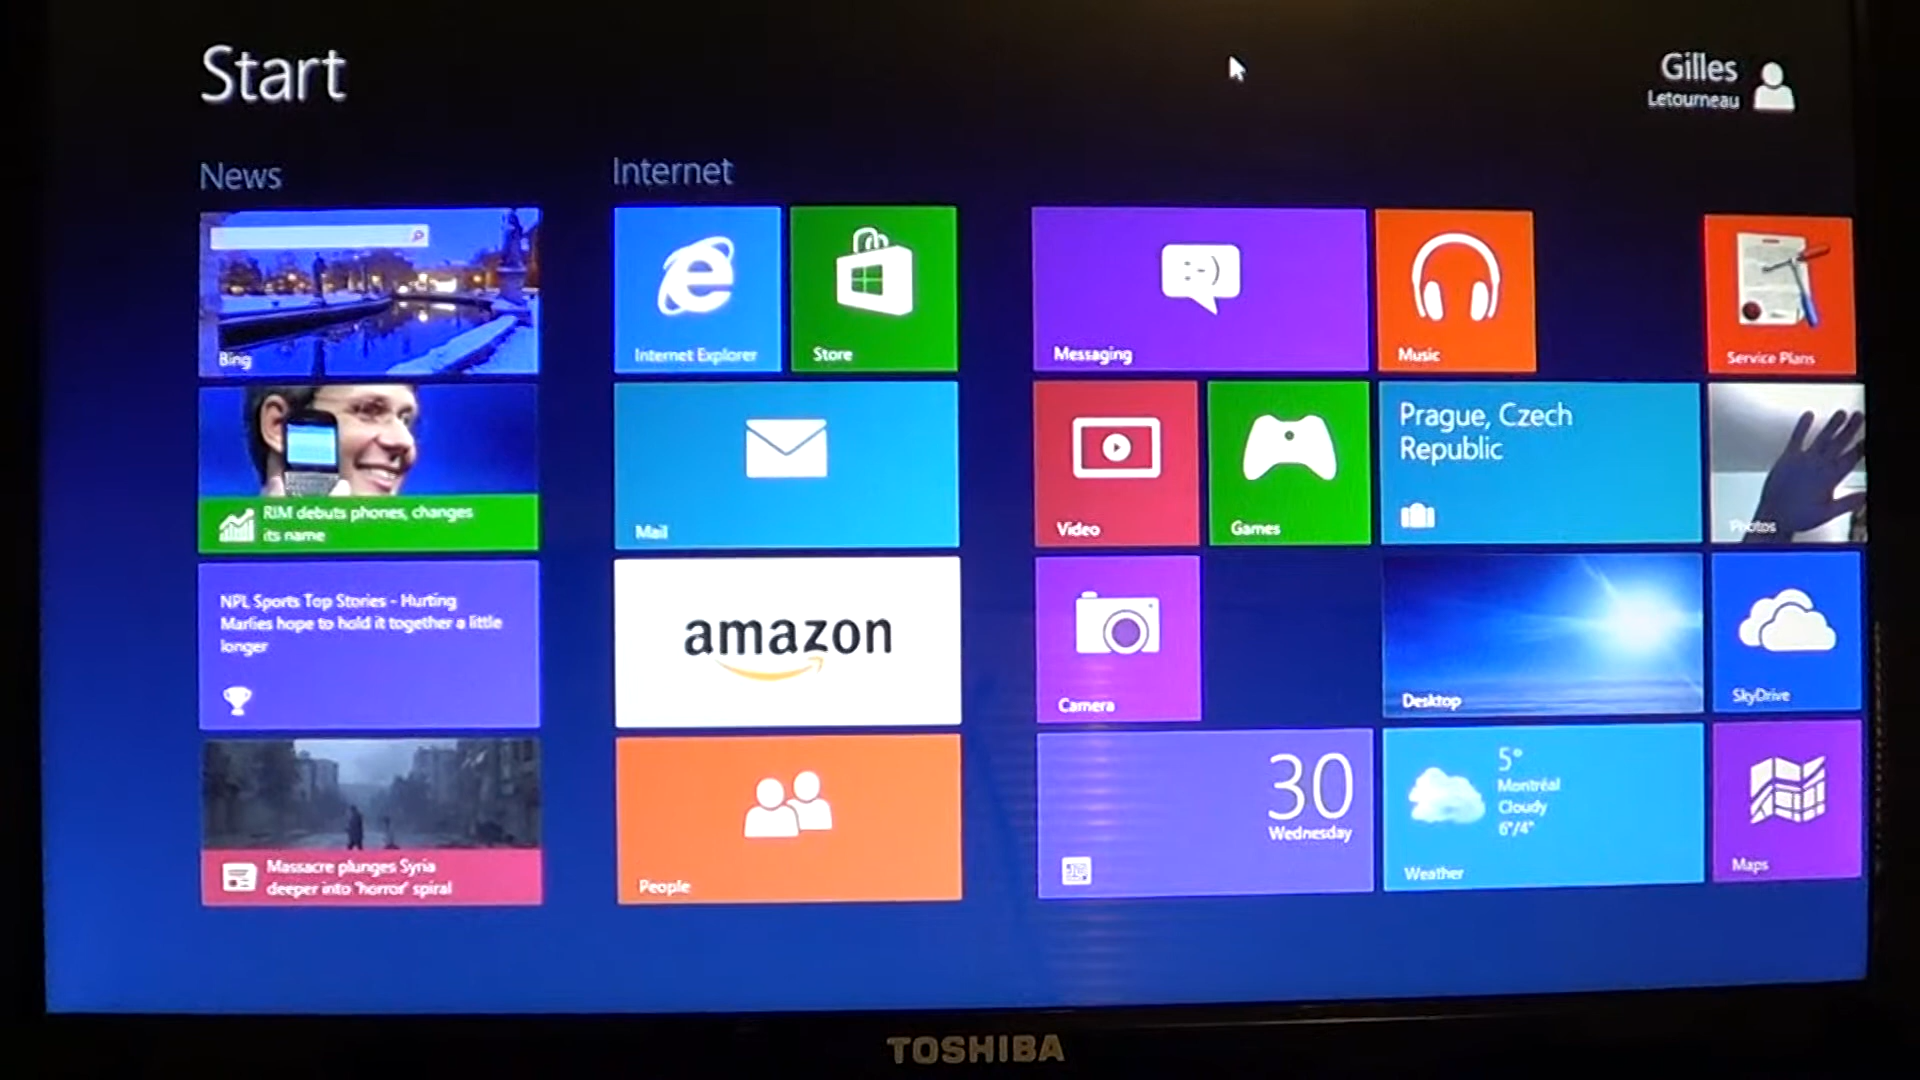 Start
Gilles
Letourneau
News
Internet
Bing
Internet Explorer
Store
Messaging
Music
Service Plans
RIM debuts phones, changes
its name
Mail
Video
Games
Prague, Czech
Republic
Photos
NPL Sports Top Stories - Hurting
Marlies hope to hold it together a little
longer
amazon
Camera
Desktop
SkyDrive
Massacre plunges Syria
deeper into 'horror' spiral
People
30
Wednesday
5°
Montréal
Cloudy
6°/4°
Weather
Maps
TOSHIBA